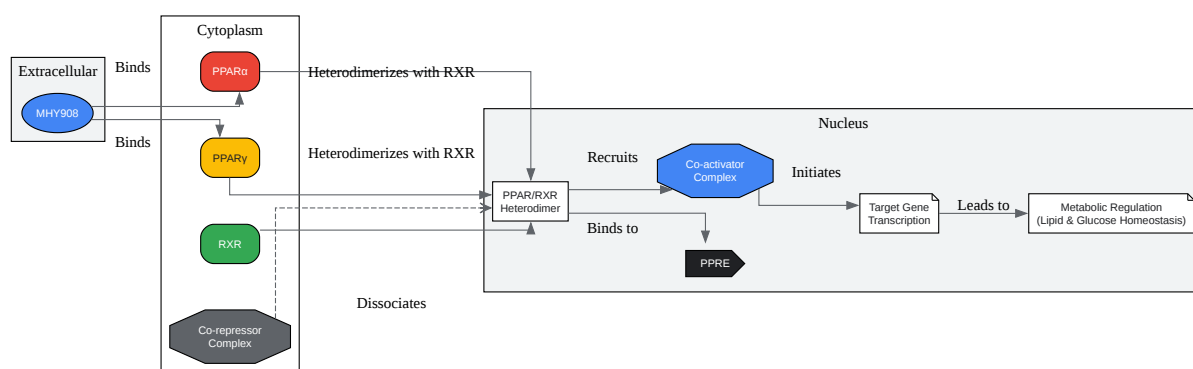 Cytoplasm
Extracellular
Binds
PPARα
Heterodimerizes with RXR
MHY908
Nucleus
Binds
PPARγ
Heterodimerizes with RXR
Recruits
Co-activator
Complex
Initiates
PPAR/RXR
Heterodimer
Target Gene
Transcription
Leads to
Metabolic Regulation
(Lipid & Glucose Homeostasis)
Binds to
RXR
PPRE
Dissociates
Co-repressor
Complex